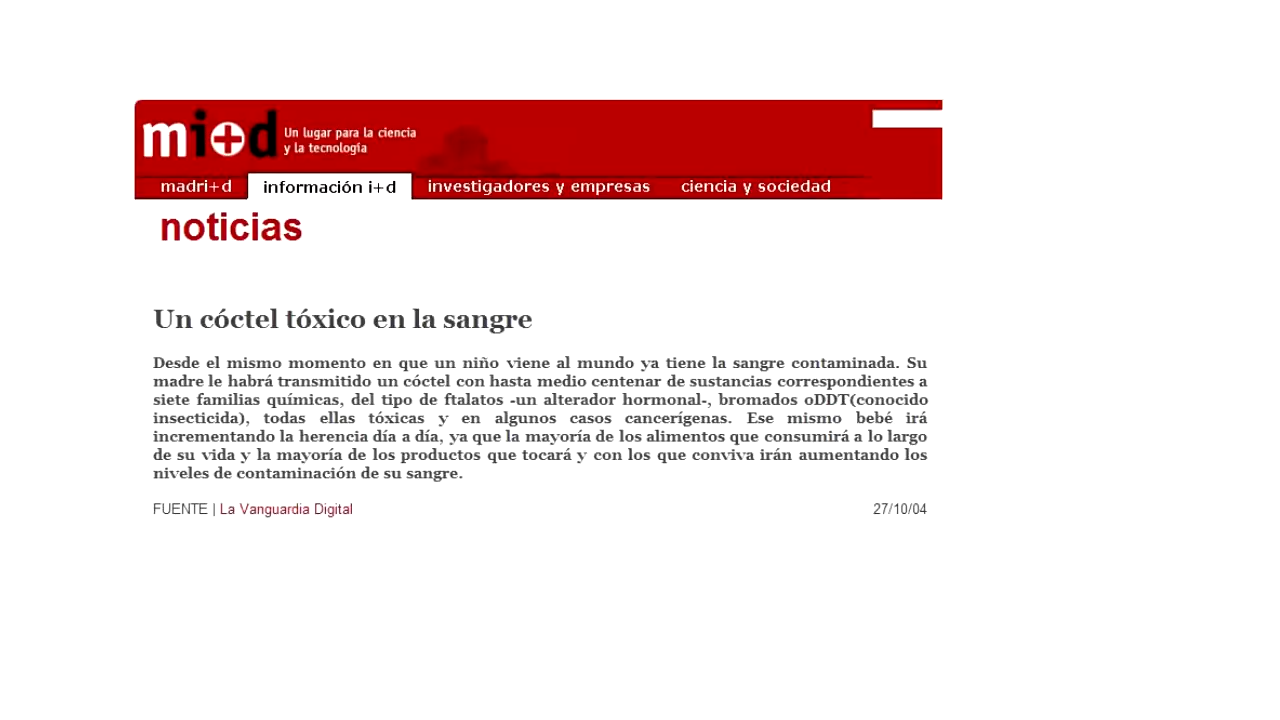 mi+d Un lugar para la ciencia
y la tecnología
madri+d información i+d investigadores y empresas ciencia y sociedad
noticias
Un cóctel tóxico en la sangre
Desde el mismo momento en que un niño viene al mundo ya tiene la sangre contaminada. Su
madre le habrá transmitido un cóctel con hasta medio centenar de sustancias correspondientes a
siete familias químicas, del tipo de ftalatos -un alterador hormonal-, bromados oDDT(conocido
insecticida), todas ellas tóxicas y en algunos casos cancerígenas. Ese mismo bebé irá
incrementando la herencia día a día, ya que la mayoría de los alimentos que consumirá a lo largo
de su vida y la mayoría de los productos que tocará y con los que conviva irán aumentando los
niveles de contaminación de su sangre.
FUENTE | La Vanguardia Digital 27/10/04